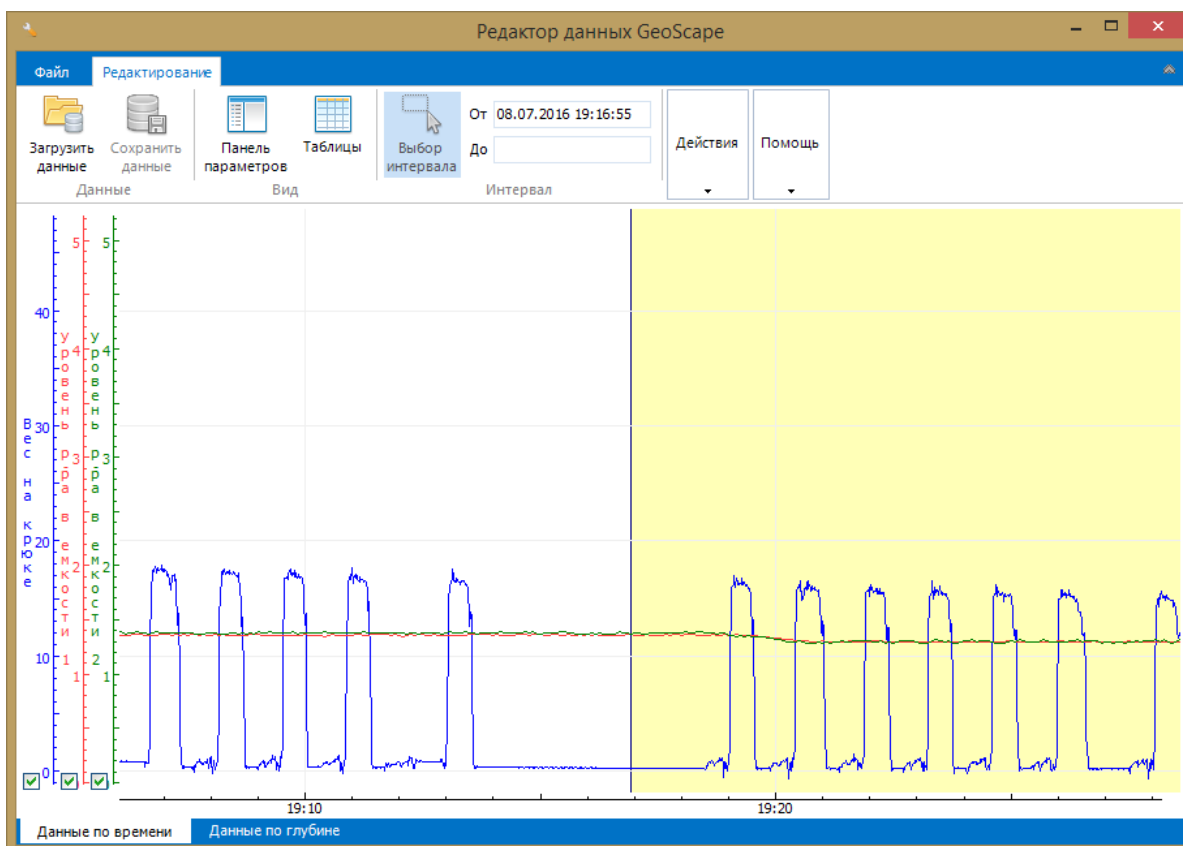 Редактор данных GeoScape
Файл
Редактирование
Загрузить данные
Сохранить данные
Данные
Панель параметров
Таблицы
Вид
Выбор интервала
От 08.07.2016 19:16:55
До
Интервал
Действия
Помощь
Вес на крюке
40
30
20
10
0
Уровень р-ра в емкости 1
5
4
3
2
1
Уровень р-ра в емкости 2
5
4
3
2
1
19:10
19:20
Данные по времени
Данные по глубине